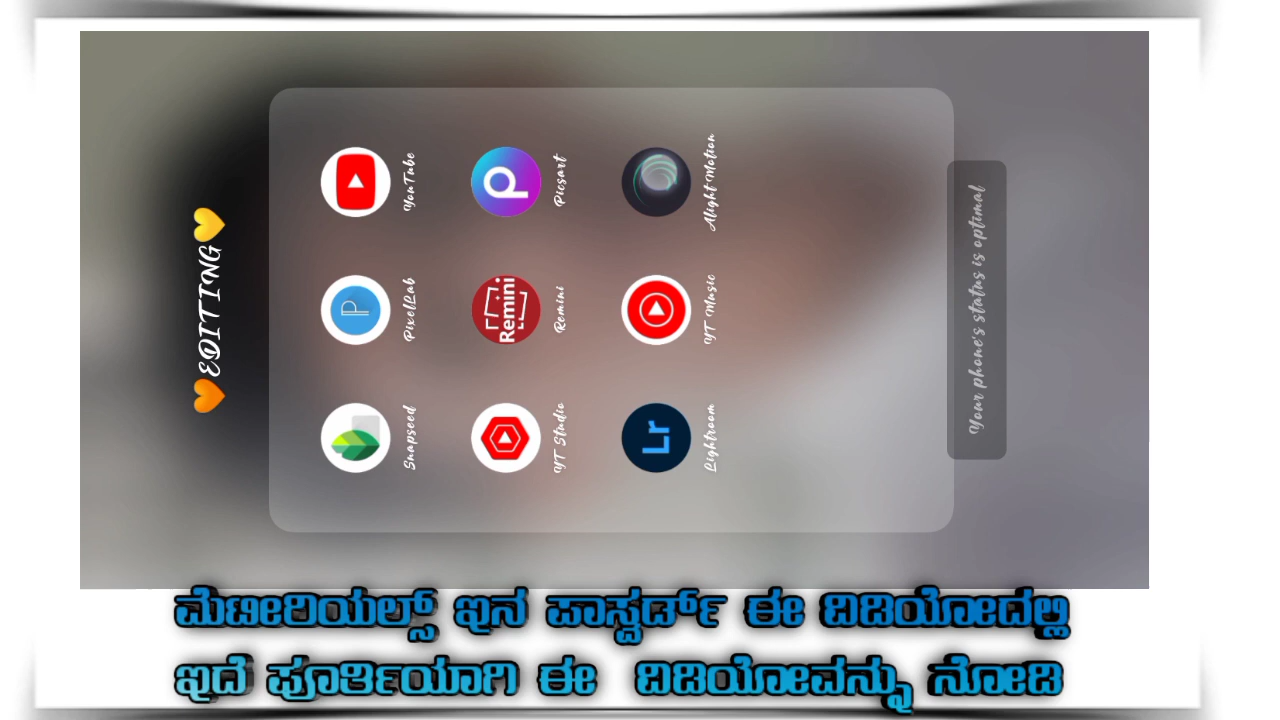 🧡EDITING💛
Snapseed
PixelLab
YouTube
YT Studio
Remini
Remini
Picsart
Lr
Lightroom
YT Music
Alight Motion
Your phone's status is optimal
ಮೆಟೀರಿಯಲ್ಸ್ ಇನ ಪಾಸ್ವರ್ಡ್ ಈ ವಿಡಿಯೋದಲ್ಲಿ
ಇದೆ ಪೂರ್ತಿಯಾಗಿ ಈ ವಿಡಿಯೋವನ್ನು ನೋಡಿ